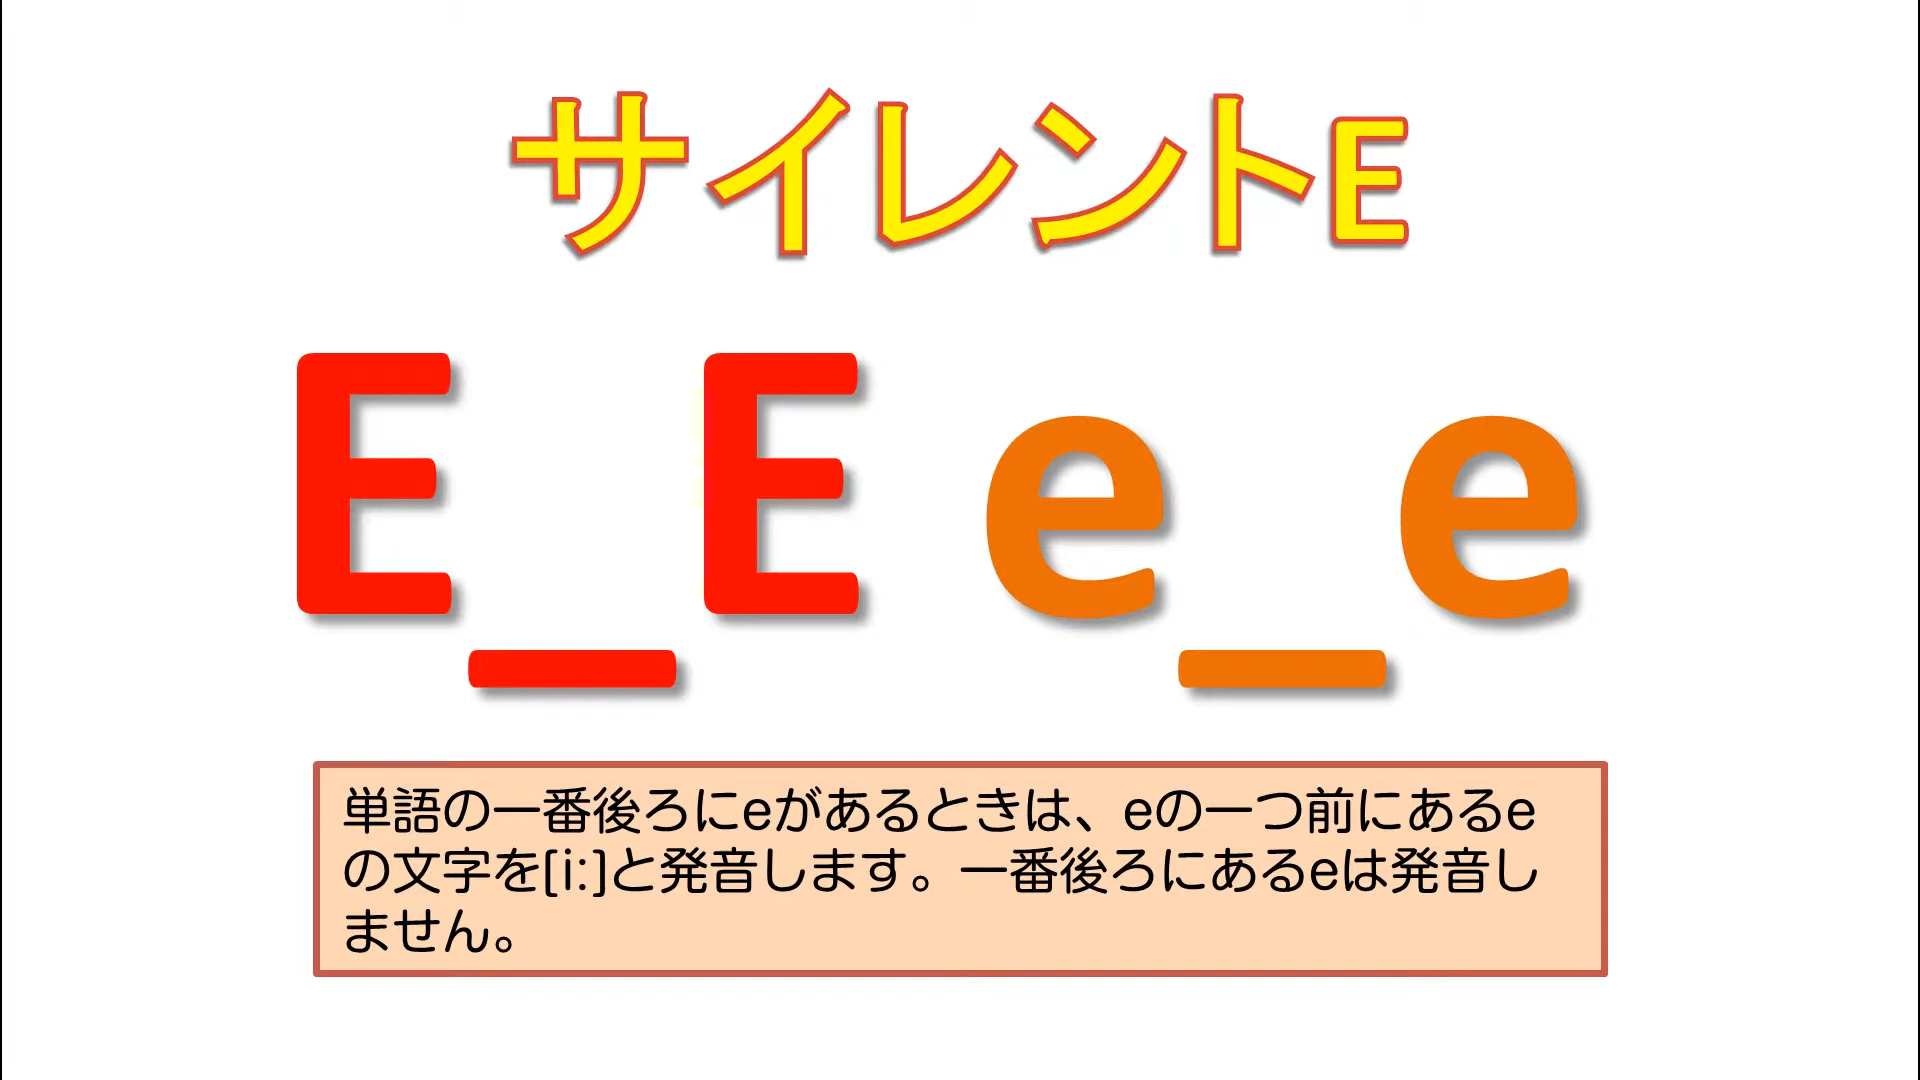 サイレントE
E_E e_e
単語の一番後ろにeがあるときは、eの一つ前にあるe
の文字を[i:]と発音します。一番後ろにあるeは発音し
ません。